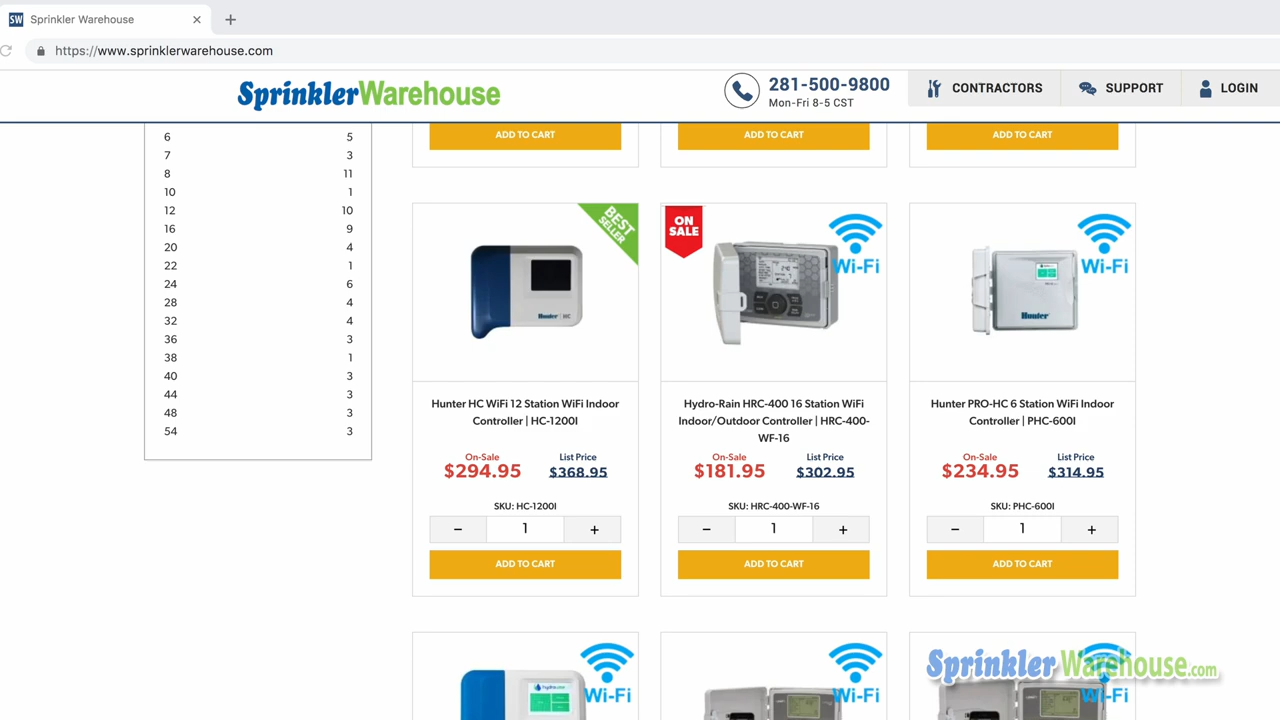 SW Sprinkler Warehouse
https://www.sprinklerwarehouse.com
SprinklerWarehouse
281-500-9800
Mon-Fri 8-5 CST
CONTRACTORS
SUPPORT
LOGIN
6 5
7 3
8 11
10 1
12 10
16 9
20 4
22 1
24 6
28 4
32 4
36 3
38 1
40 3
44 3
48 3
54 3
ADD TO CART
ADD TO CART
ADD TO CART
BEST
SELLER
Hunter HC
Hunter HC WiFi 12 Station WiFi Indoor
Controller | HC-1200I
On-Sale List Price
$294.95 $368.95
SKU: HC-1200I
− 1 +
ADD TO CART
ON
SALE
Wi-Fi
Hydro-Rain HRC-400 16 Station WiFi
Indoor/Outdoor Controller | HRC-400-
WF-16
On-Sale List Price
$181.95 $302.95
SKU: HRC-400-WF-16
− 1 +
ADD TO CART
Wi-Fi
Hunter
Hunter PRO-HC 6 Station WiFi Indoor
Controller | PHC-600I
On-Sale List Price
$234.95 $314.95
SKU: PHC-600I
− 1 +
ADD TO CART
Wi-Fi
hydrawise
Wi-Fi
Wi-Fi
SprinklerWarehouse.com